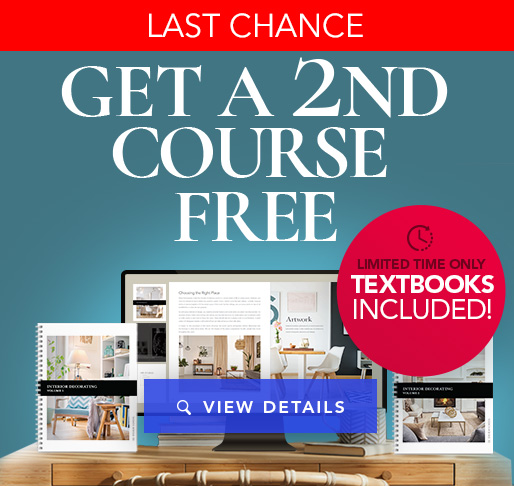 LAST CHANCE
GET A 2ND
COURSE
FREE
LIMITED TIME ONLY
TEXTBOOKS
INCLUDED!
Choosing the Right Place
Artwork
INTERIOR DECORATING
VOLUME 1
INTERIOR DECORATING
VOLUME 2
VIEW DETAILS